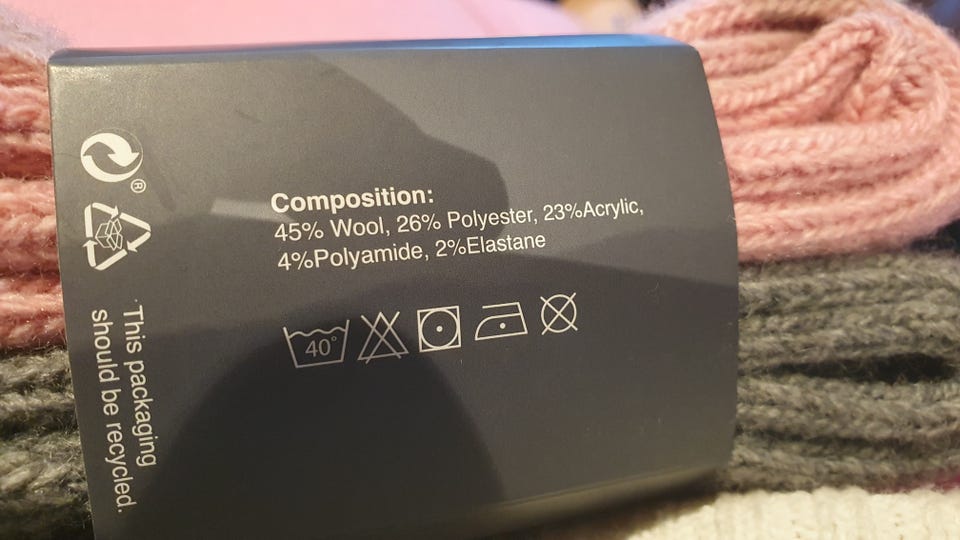 Composition:
45% Wool, 26% Polyester, 23%Acrylic,
4%Polyamide, 2%Elastane
40°
®
This packaging
should be recycled.